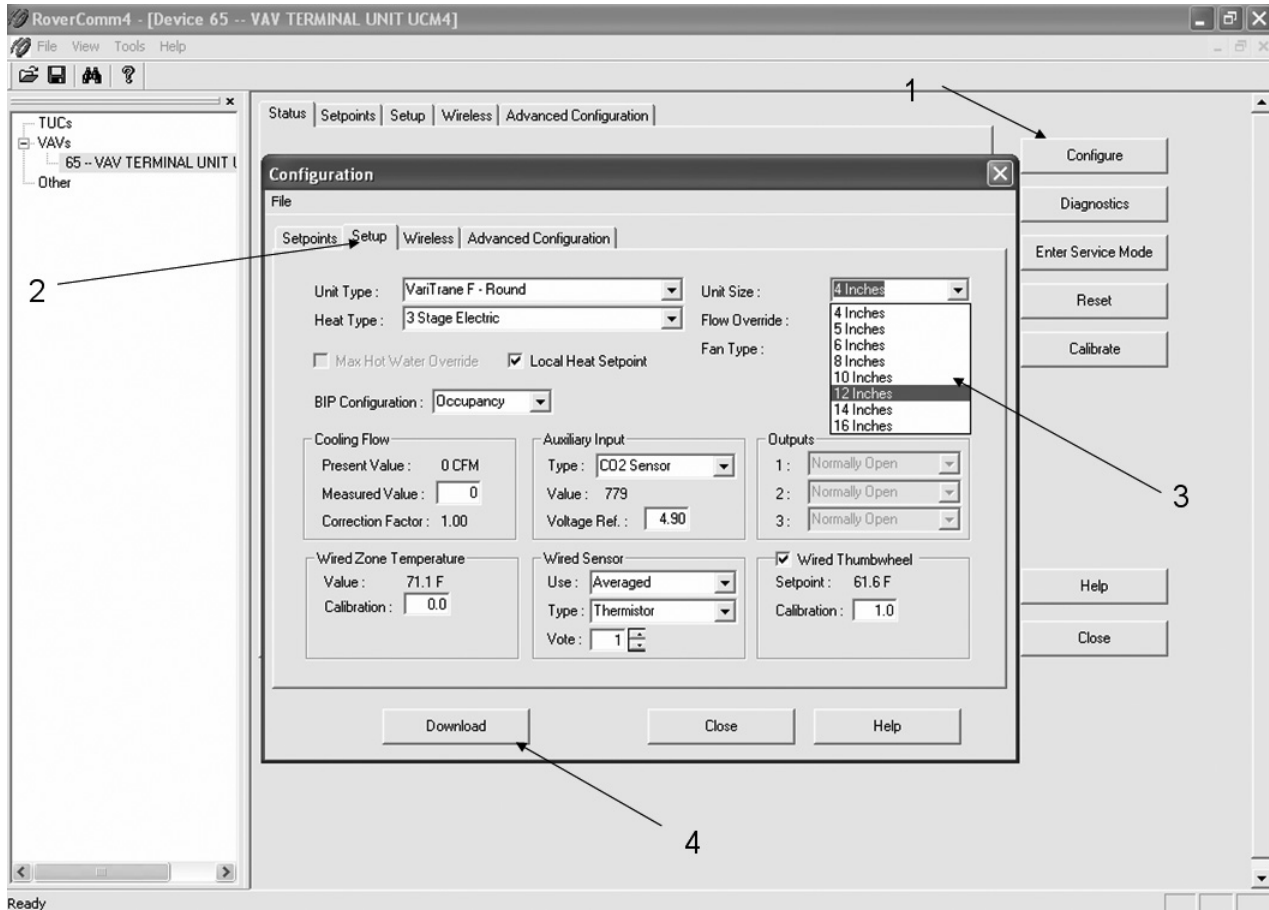 RoverComm4 - [Device 65 -- VAV TERMINAL UNIT UCM4]
File View Tools Help
TUCs
VAVs
65 -- VAV TERMINAL UNIT
Other
Status Setpoints Setup Wireless Advanced Configuration
1
Configure
Diagnostics
Enter Service Mode
Reset
Calibrate
Help
Close
Configuration
File
Setpoints Setup Wireless Advanced Configuration
2
Unit Type : VariTrane F - Round
Heat Type : 3 Stage Electric
Max Hot Water Override Local Heat Setpoint
BIP Configuration : Occupancy
Unit Size : 4 Inches
Flow Override :
Fan Type :
4 Inches
5 Inches
6 Inches
8 Inches
10 Inches
12 Inches
14 Inches
16 Inches
3
Cooling Flow
Present Value : 0 CFM
Measured Value : 0
Correction Factor : 1.00
Auxiliary Input
Type : CO2 Sensor
Value : 779
Voltage Ref. : 4.90
Outputs
1 : Normally Open
2 : Normally Open
3 : Normally Open
Wired Zone Temperature
Value : 71.1 F
Calibration : 0.0
Wired Sensor
Use : Averaged
Type : Thermistor
Vote : 1
Wired Thumbwheel
Setpoint : 61.6 F
Calibration : 1.0
Download Close Help
4
Ready